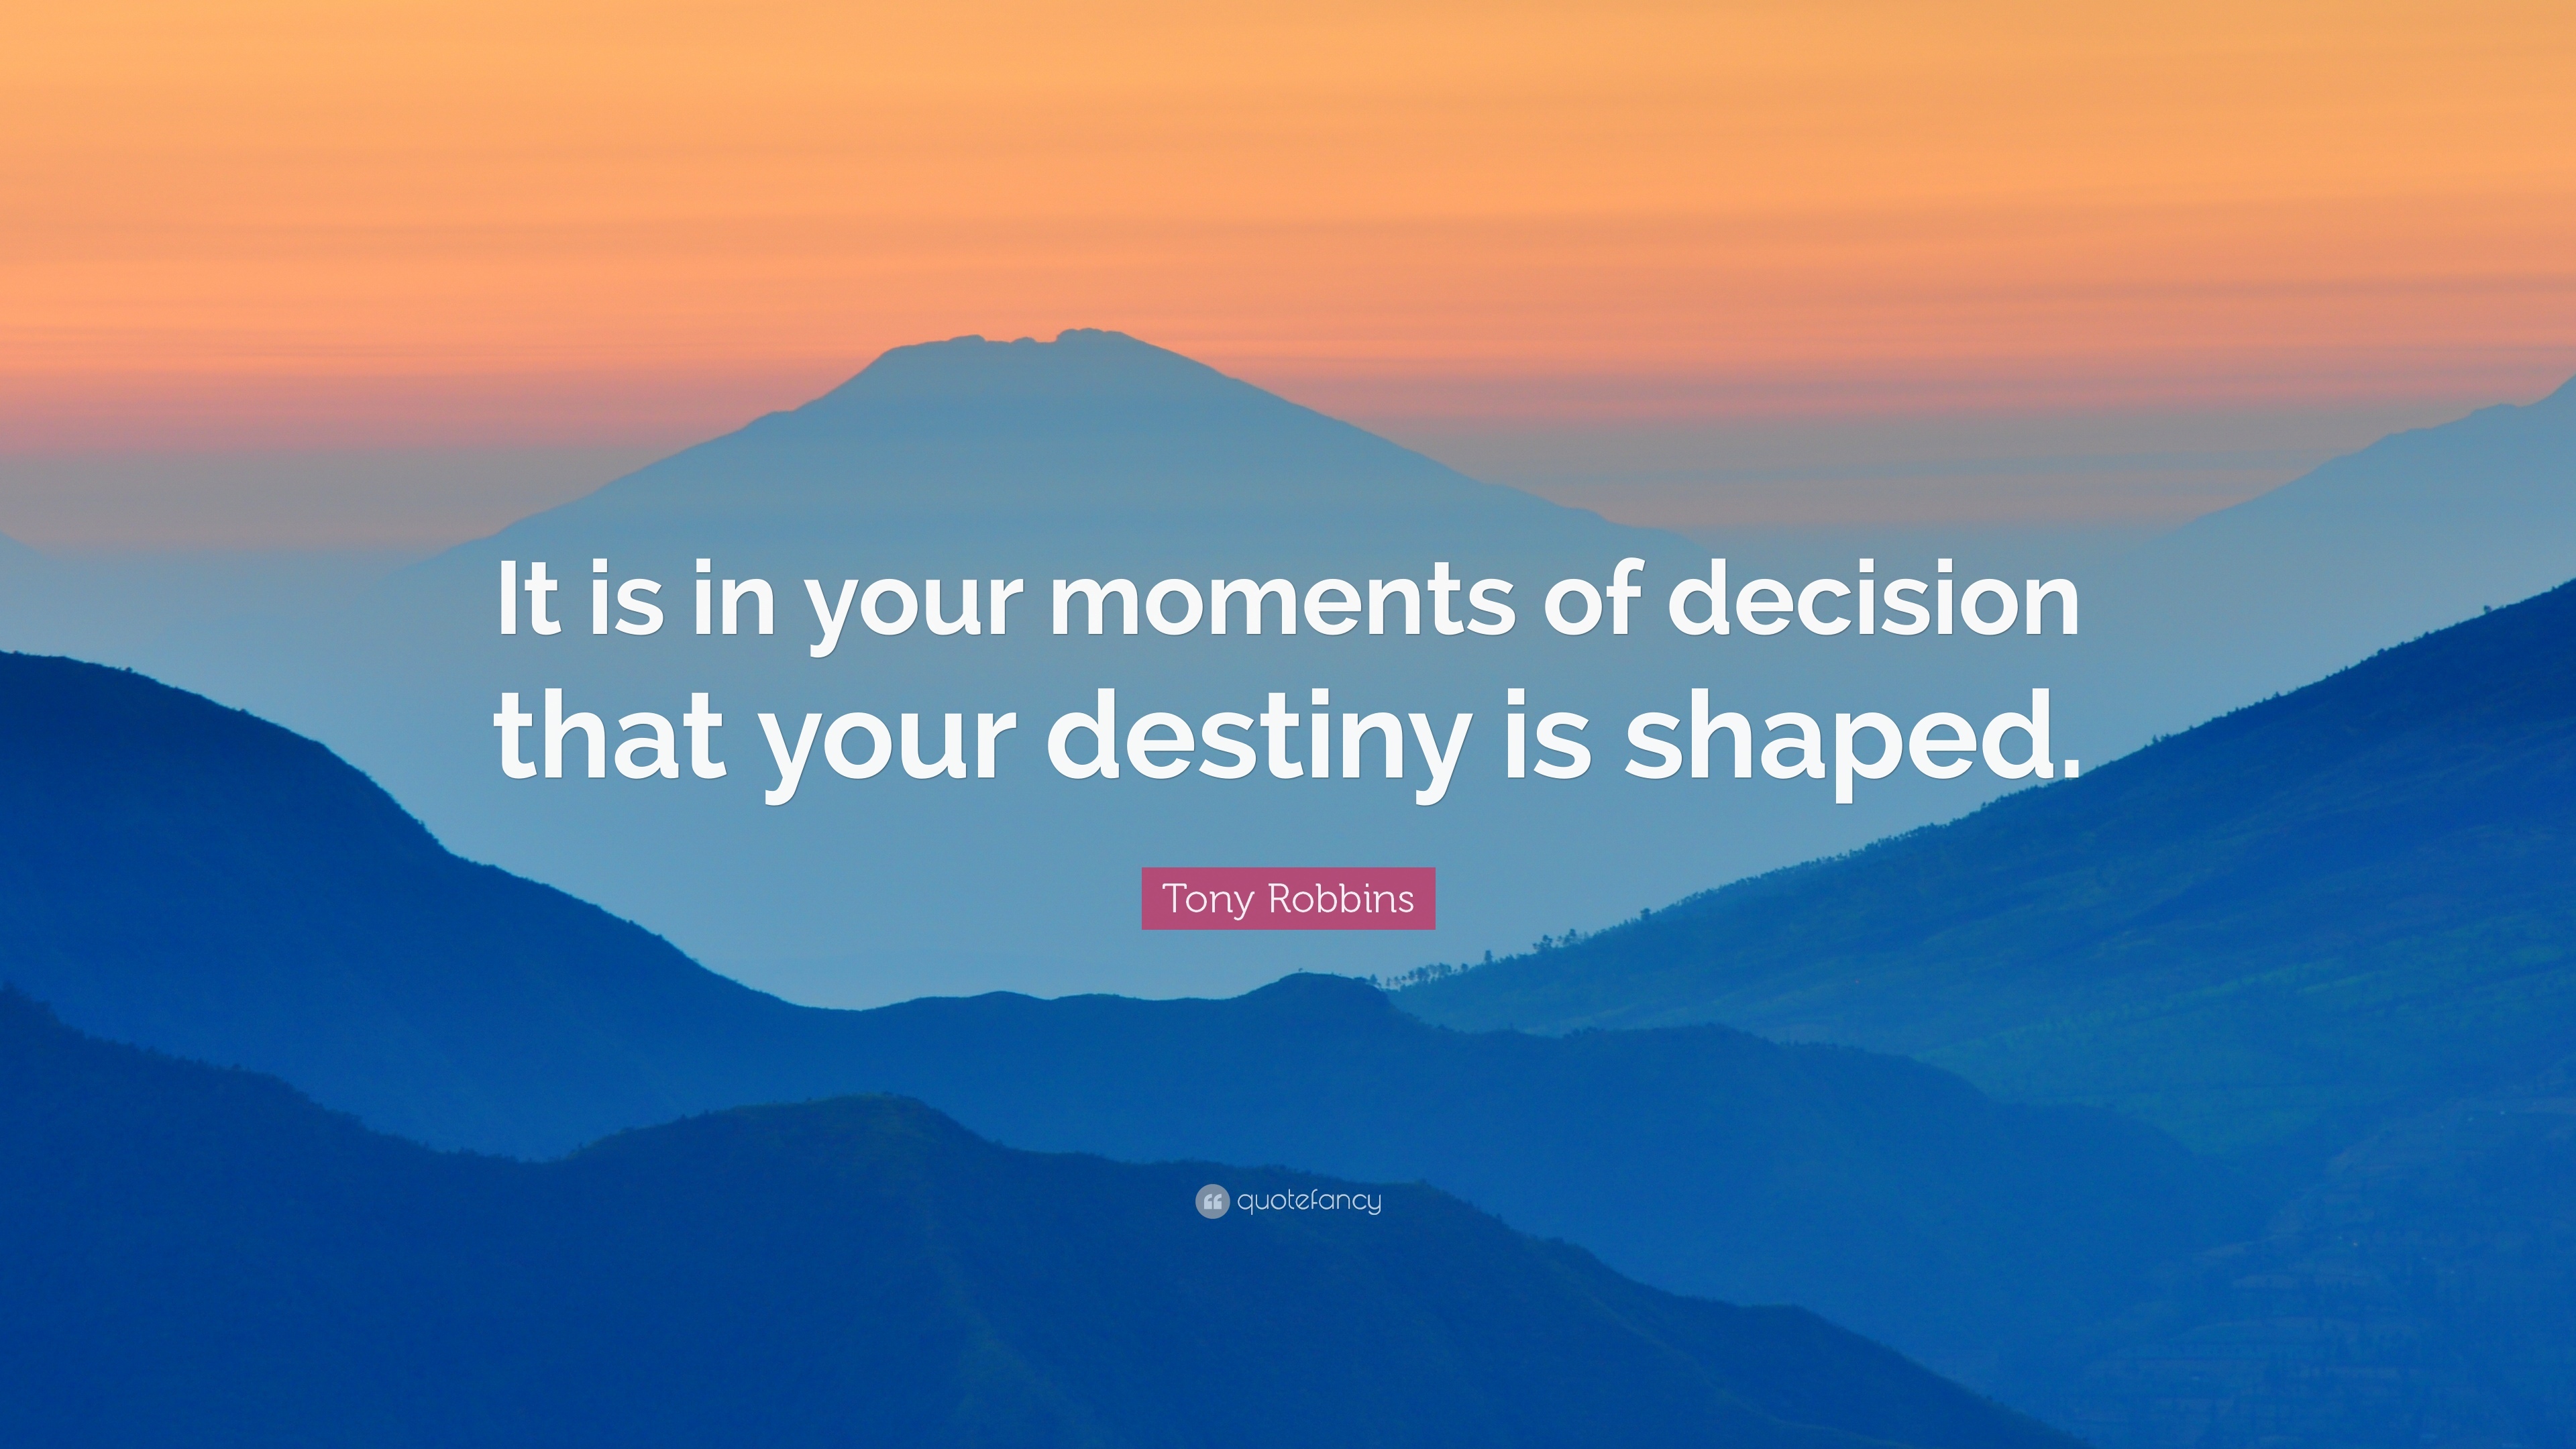 It is in your moments of decision
that your destiny is shaped.
Tony Robbins
quotefancy